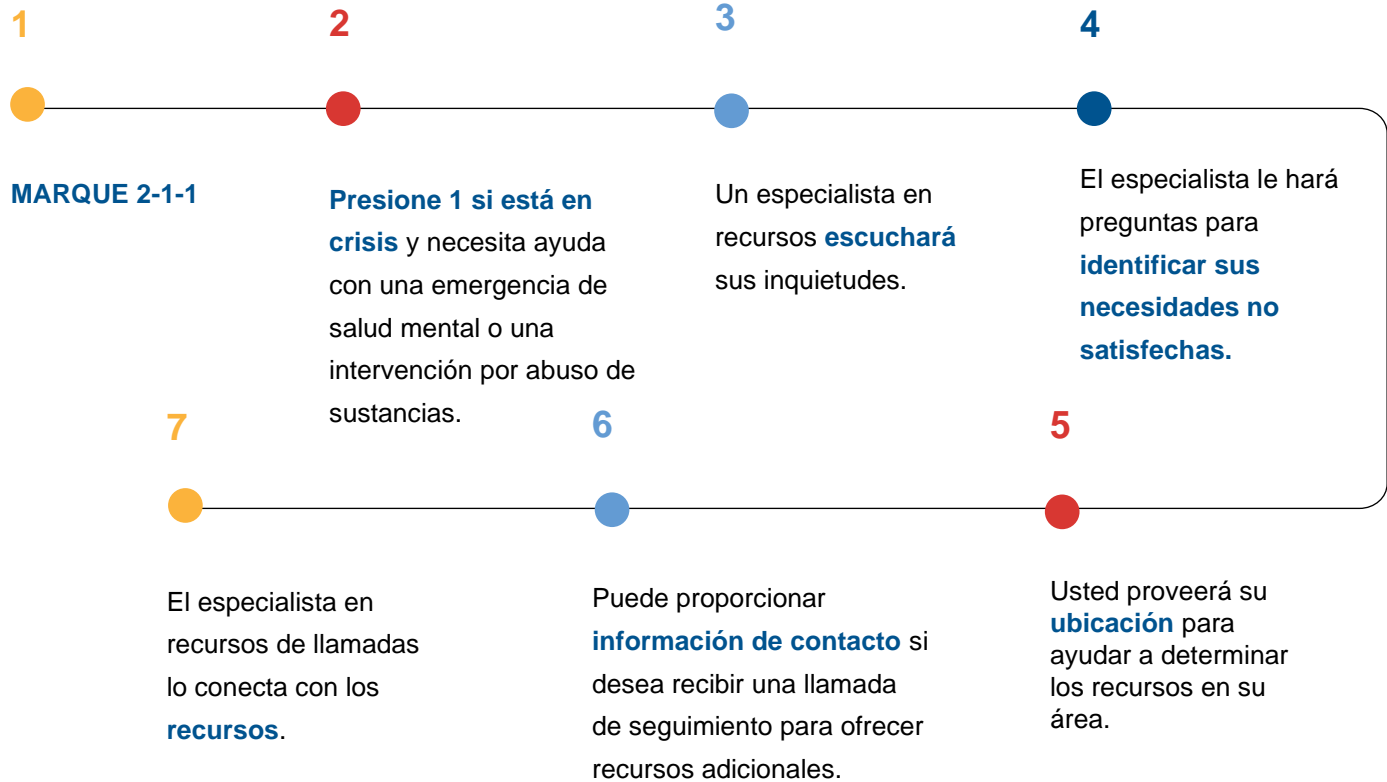 1
MARQUE 2-1-1
2
Presione 1 si está en
crisis y necesita ayuda
con una emergencia de
salud mental o una
intervención por abuso de
sustancias.
3
Un especialista en
recursos escuchará
sus inquietudes.
4
El especialista le hará
preguntas para
identificar sus
necesidades no
satisfechas.
5
Usted proveerá su
ubicación para
ayudar a determinar
los recursos en su
área.
6
Puede proporcionar
información de contacto si
desea recibir una llamada
de seguimiento para ofrecer
recursos adicionales.
7
El especialista en
recursos de llamadas
lo conecta con los
recursos.